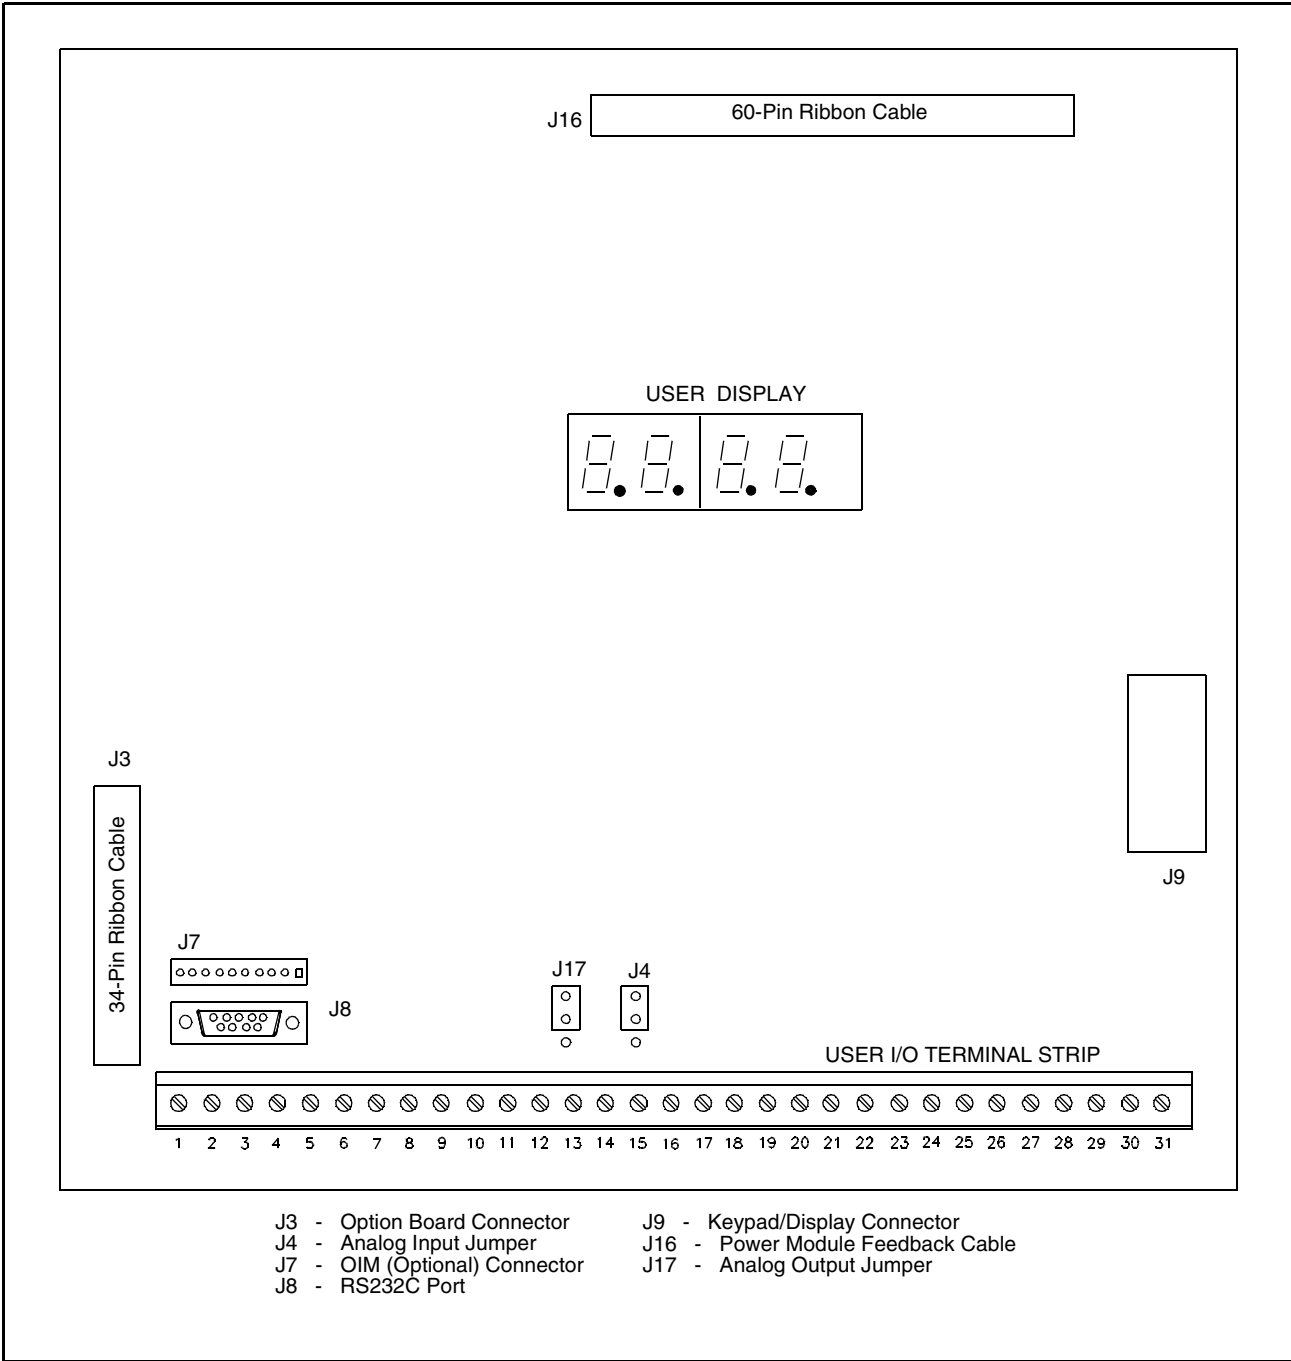 J16 60-Pin Ribbon Cable
USER DISPLAY
8.8. 8.8.
J3
34-Pin Ribbon Cable
J9
J7
J17 J4
J8
USER I/O TERMINAL STRIP
1 2 3 4 5 6 7 8 9 10 11 12 13 14 15 16 17 18 19 20 21 22 23 24 25 26 27 28 29 30 31
J3 - Option Board Connector
J4 - Analog Input Jumper
J7 - OIM (Optional) Connector
J8 - RS232C Port
J9 - Keypad/Display Connector
J16 - Power Module Feedback Cable
J17 - Analog Output Jumper